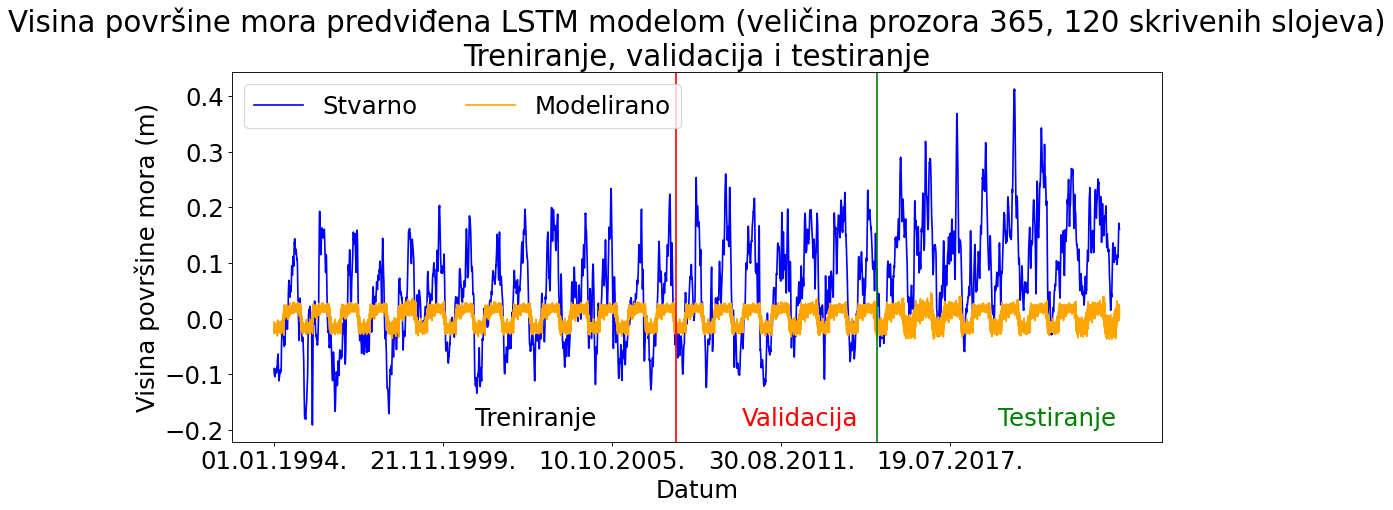 Visina površine mora predviđena LSTM modelom (veličina prozora 365, 120 skrivenih slojeva)
Treniranje, validacija i testiranje
Stvarno Modelirano
Visina površine mora (m)
0.4
0.3
0.2
0.1
0.0
−0.1
−0.2
Treniranje Validacija Testiranje
01.01.1994. 21.11.1999. 10.10.2005. 30.08.2011. 19.07.2017.
Datum